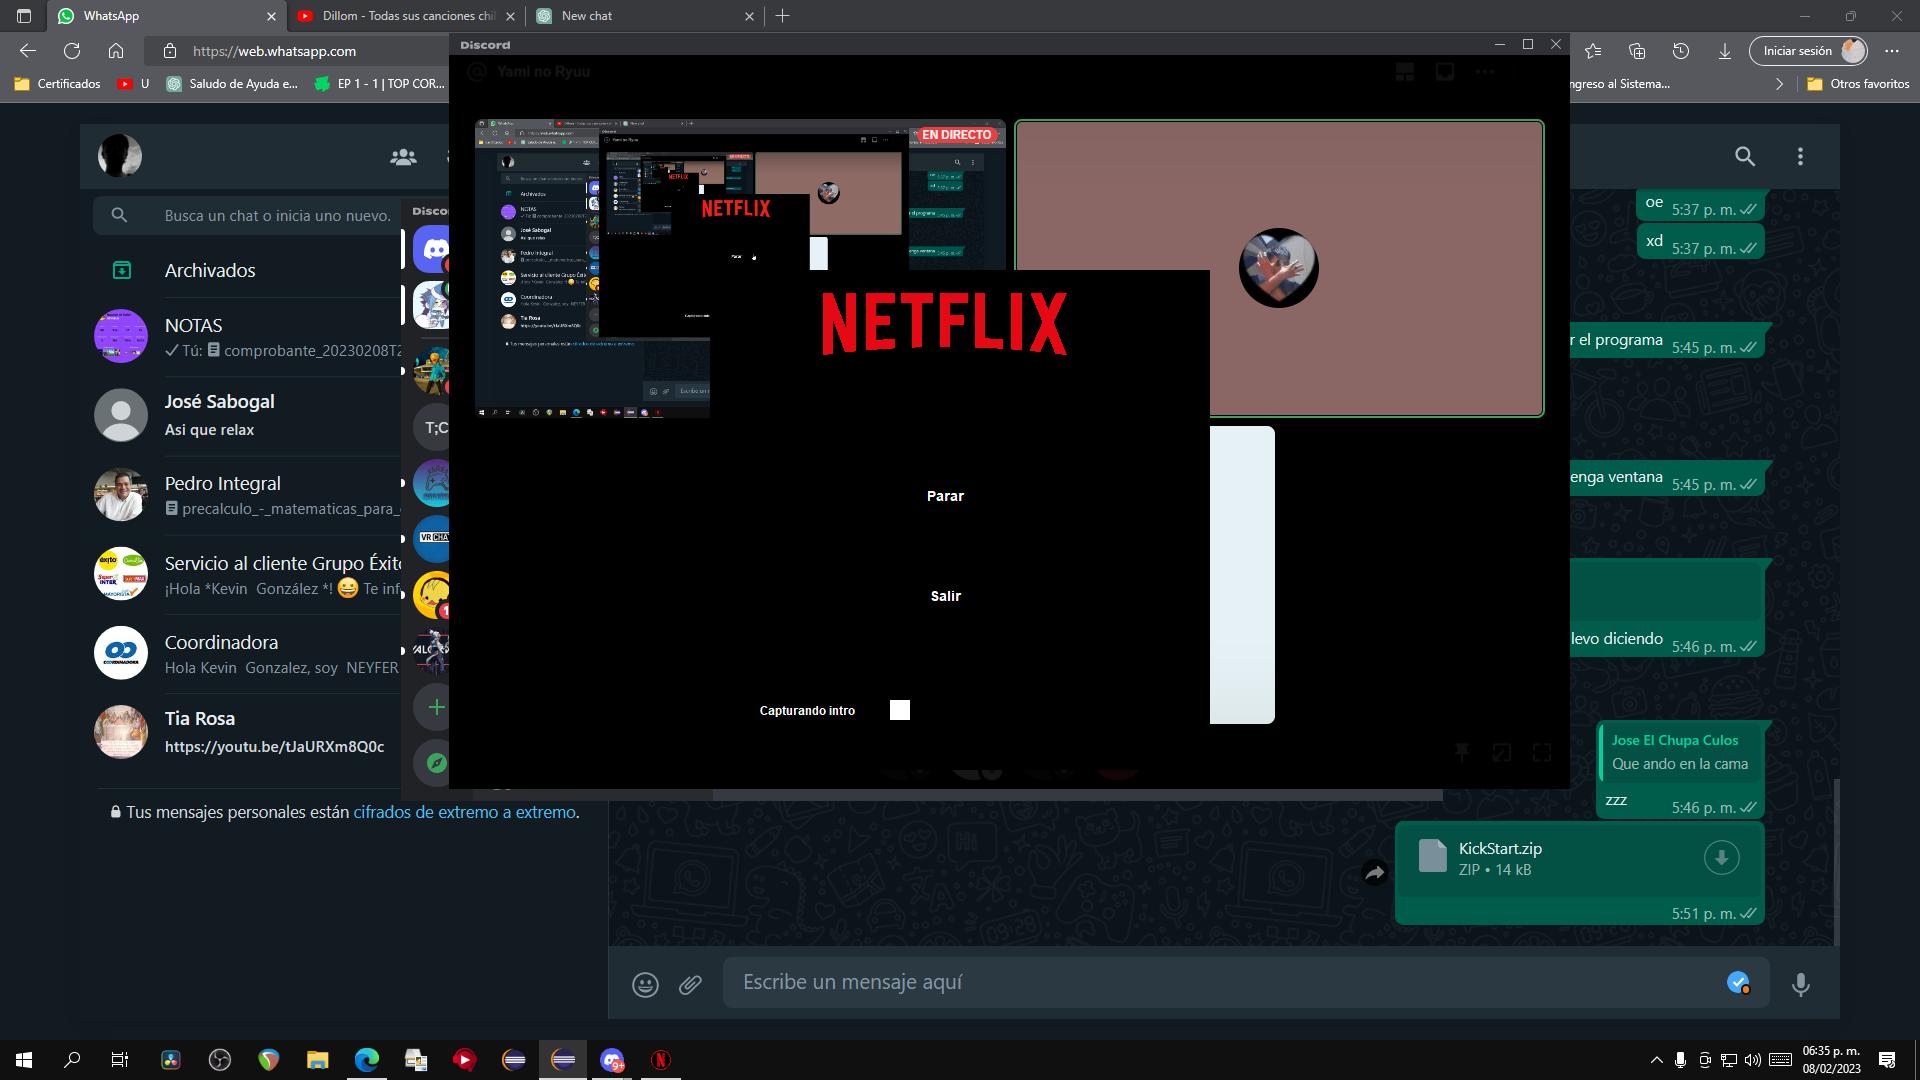 WhatsApp
Dillom - Todas sus canciones chi
New chat
https://web.whatsapp.com
Iniciar sesión
Certificados
U
Saludo de Ayuda e...
EP 1 - 1 | TOP COR...
ngreso al Sistema...
Otros favoritos
Discord
Yami no Ryuu
EN DIRECTO
Busca un chat o inicia uno nuevo.
Disco
Archivados
NOTAS
Tú: comprobante_20230208T2
José Sabogal
Asi que relax
Pedro Integral
precalculo_-_matematicas_para_
Servicio al cliente Grupo Éxito
¡Hola *Kevin González *! 😄 Te inf
Coordinadora
Hola Kevin Gonzalez, soy NEYFER
Tia Rosa
https://youtu.be/tJaURXm8Q0c
Tus mensajes personales están cifrados de extremo a extremo.
T;C
VR CHA
NETFLIX
NETFLIX
Parar
Salir
Capturando intro
oe
5:37 p. m.
xd
5:37 p. m.
r el programa
5:45 p. m.
enga ventana
5:45 p. m.
levo diciendo
5:46 p. m.
Jose El Chupa Culos
Que ando en la cama
zzz
5:46 p. m.
KickStart.zip
ZIP • 14 kB
5:51 p. m.
Escribe un mensaje aquí
9+
06:35 p. m.
08/02/2023